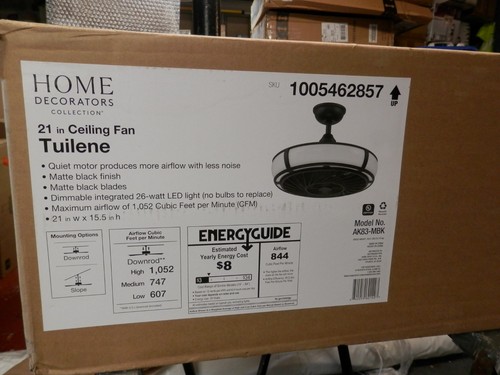 HOME
DECORATORS
COLLECTION
SKU 1005462857
UP
21 in Ceiling Fan
Tuilene
• Quiet motor produces more airflow with less noise
• Matte black finish
• Matte black blades
• Dimmable integrated 26-watt LED light (no bulbs to replace)
• Maximum airflow of 1,052 Cubic Feet per Minute (CFM)
• 21 in w x 15.5 in h
Model No.
AK83-MBK
Mounting Options
Downrod
Slope
Airflow Cubic
Feet per Minute
Downrod**
High 1,052
Medium 747
Low 607
ENERGYGUIDE
Estimated
Yearly Energy Cost
$8
Airflow
844